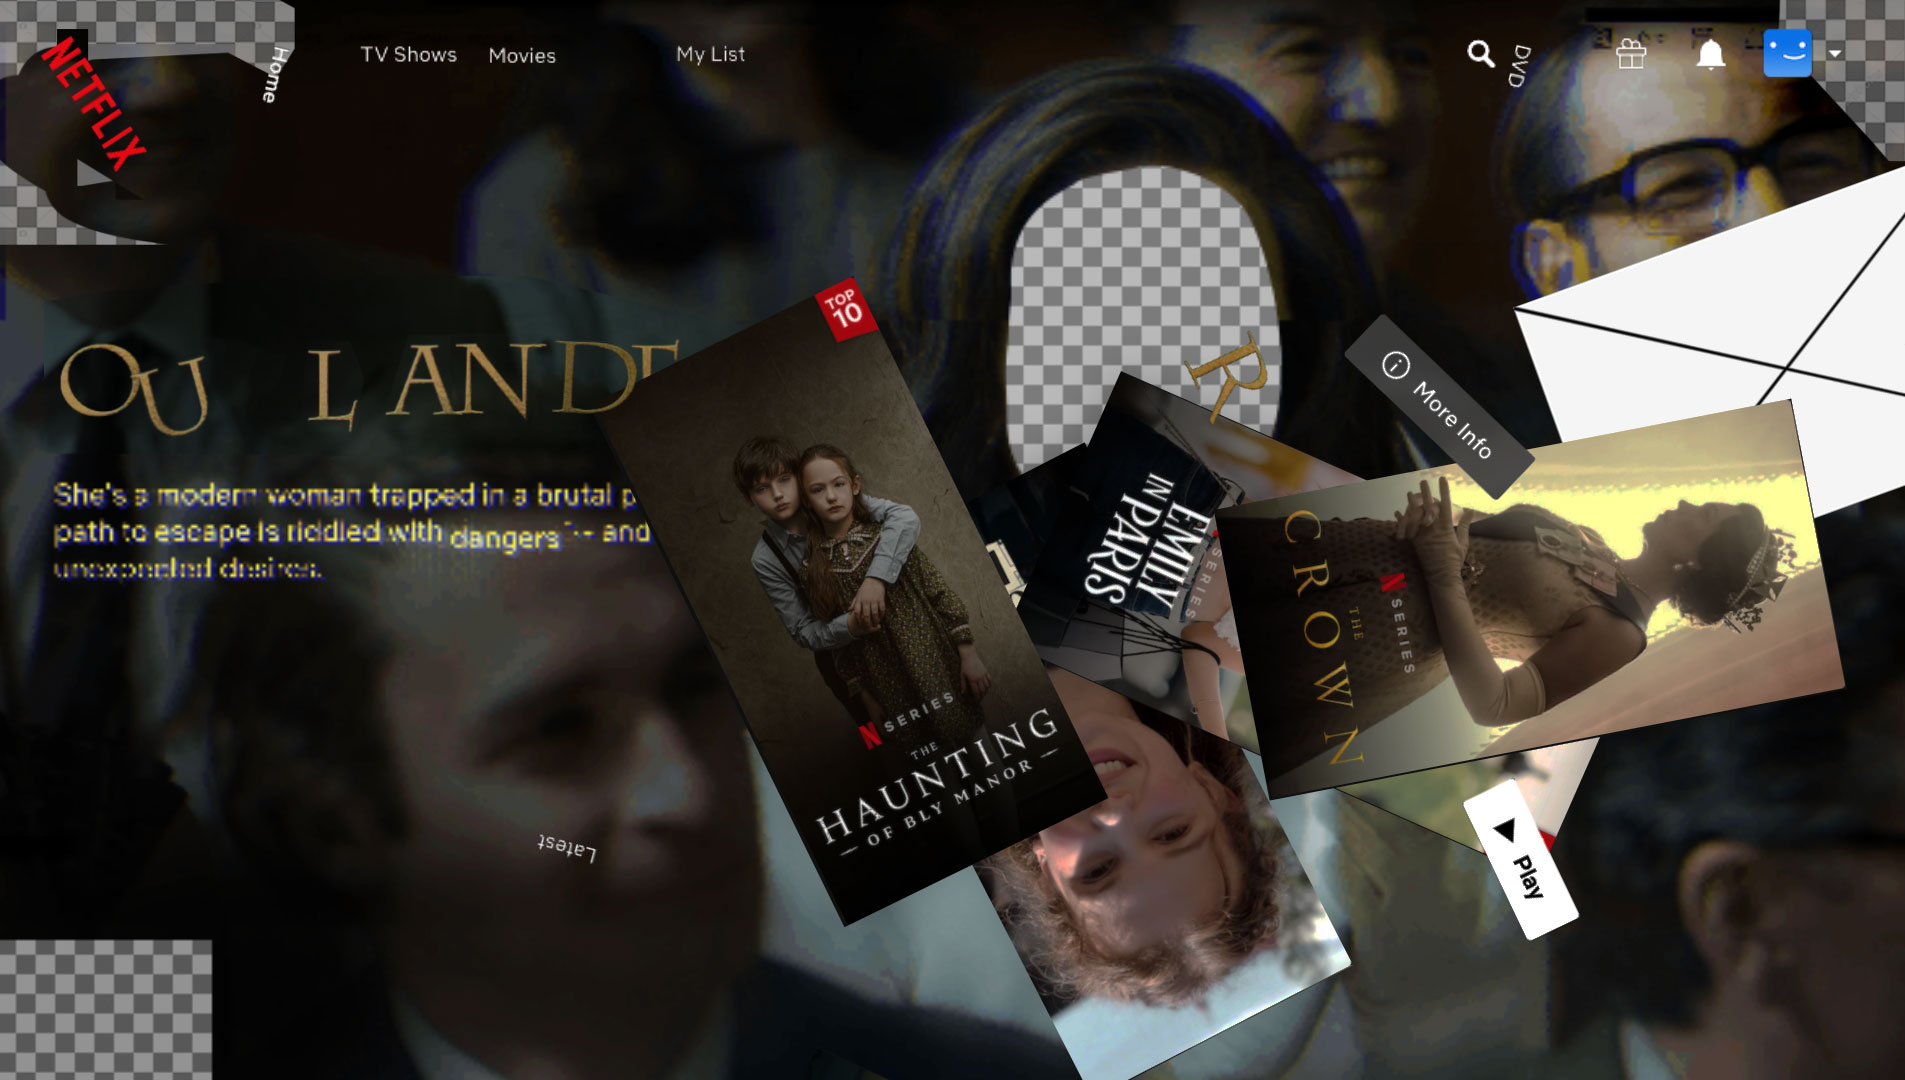 NETFLIX
Home
TV Shows
Movies
My List
DVD
TOP
10
OU LANDE
R
She's a modern woman trapped in a brutal p
path to escape is riddled with dangers -- and
unexpected desires.
More Info
EMILY
IN
PARIS
SERIES
THE
CROWN
N SERIES
N SERIES
THE
HAUNTING
OF BLY MANOR
Latest
Play